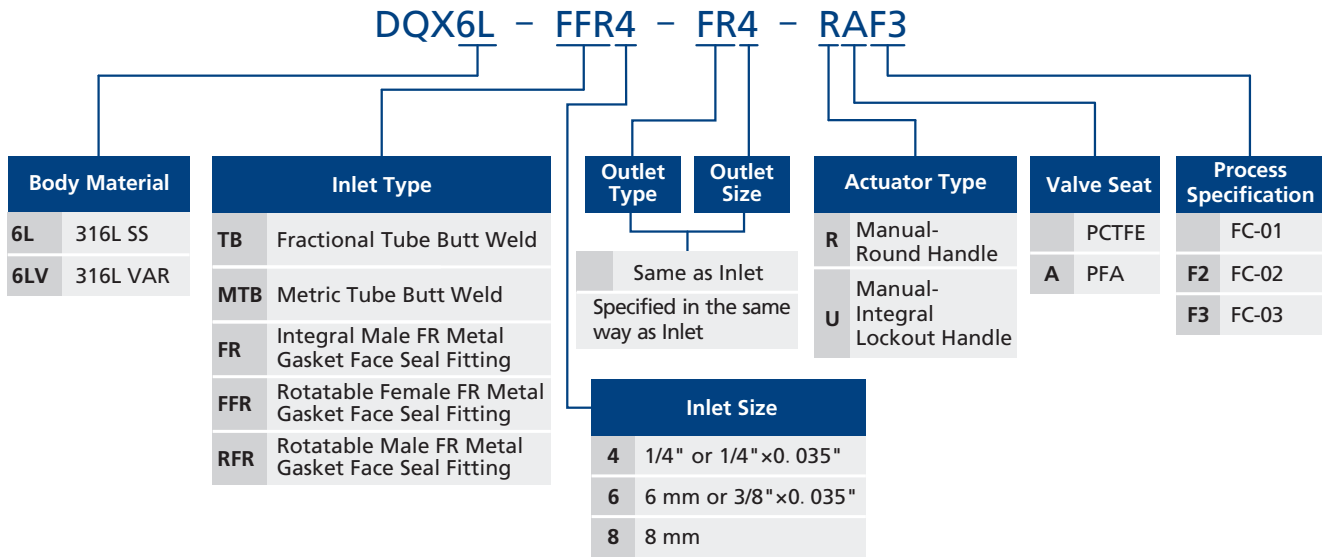 DQX6L – FFR4 – FR4 – RAF3
Body Material
6L 316L SS
6LV 316L VAR
Inlet Type
TB Fractional Tube Butt Weld
MTB Metric Tube Butt Weld
FR Integral Male FR Metal
Gasket Face Seal Fitting
FFR Rotatable Female FR Metal
Gasket Face Seal Fitting
RFR Rotatable Male FR Metal
Gasket Face Seal Fitting
Inlet Size
4 1/4" or 1/4"×0. 035"
6 6 mm or 3/8"×0. 035"
8 8 mm
Outlet
Type
Outlet
Size
Same as Inlet
Specified in the same
way as Inlet
Actuator Type
R Manual-
Round Handle
U Manual-
Integral
Lockout Handle
Valve Seat
PCTFE
A PFA
Process
Specification
FC-01
F2 FC-02
F3 FC-03